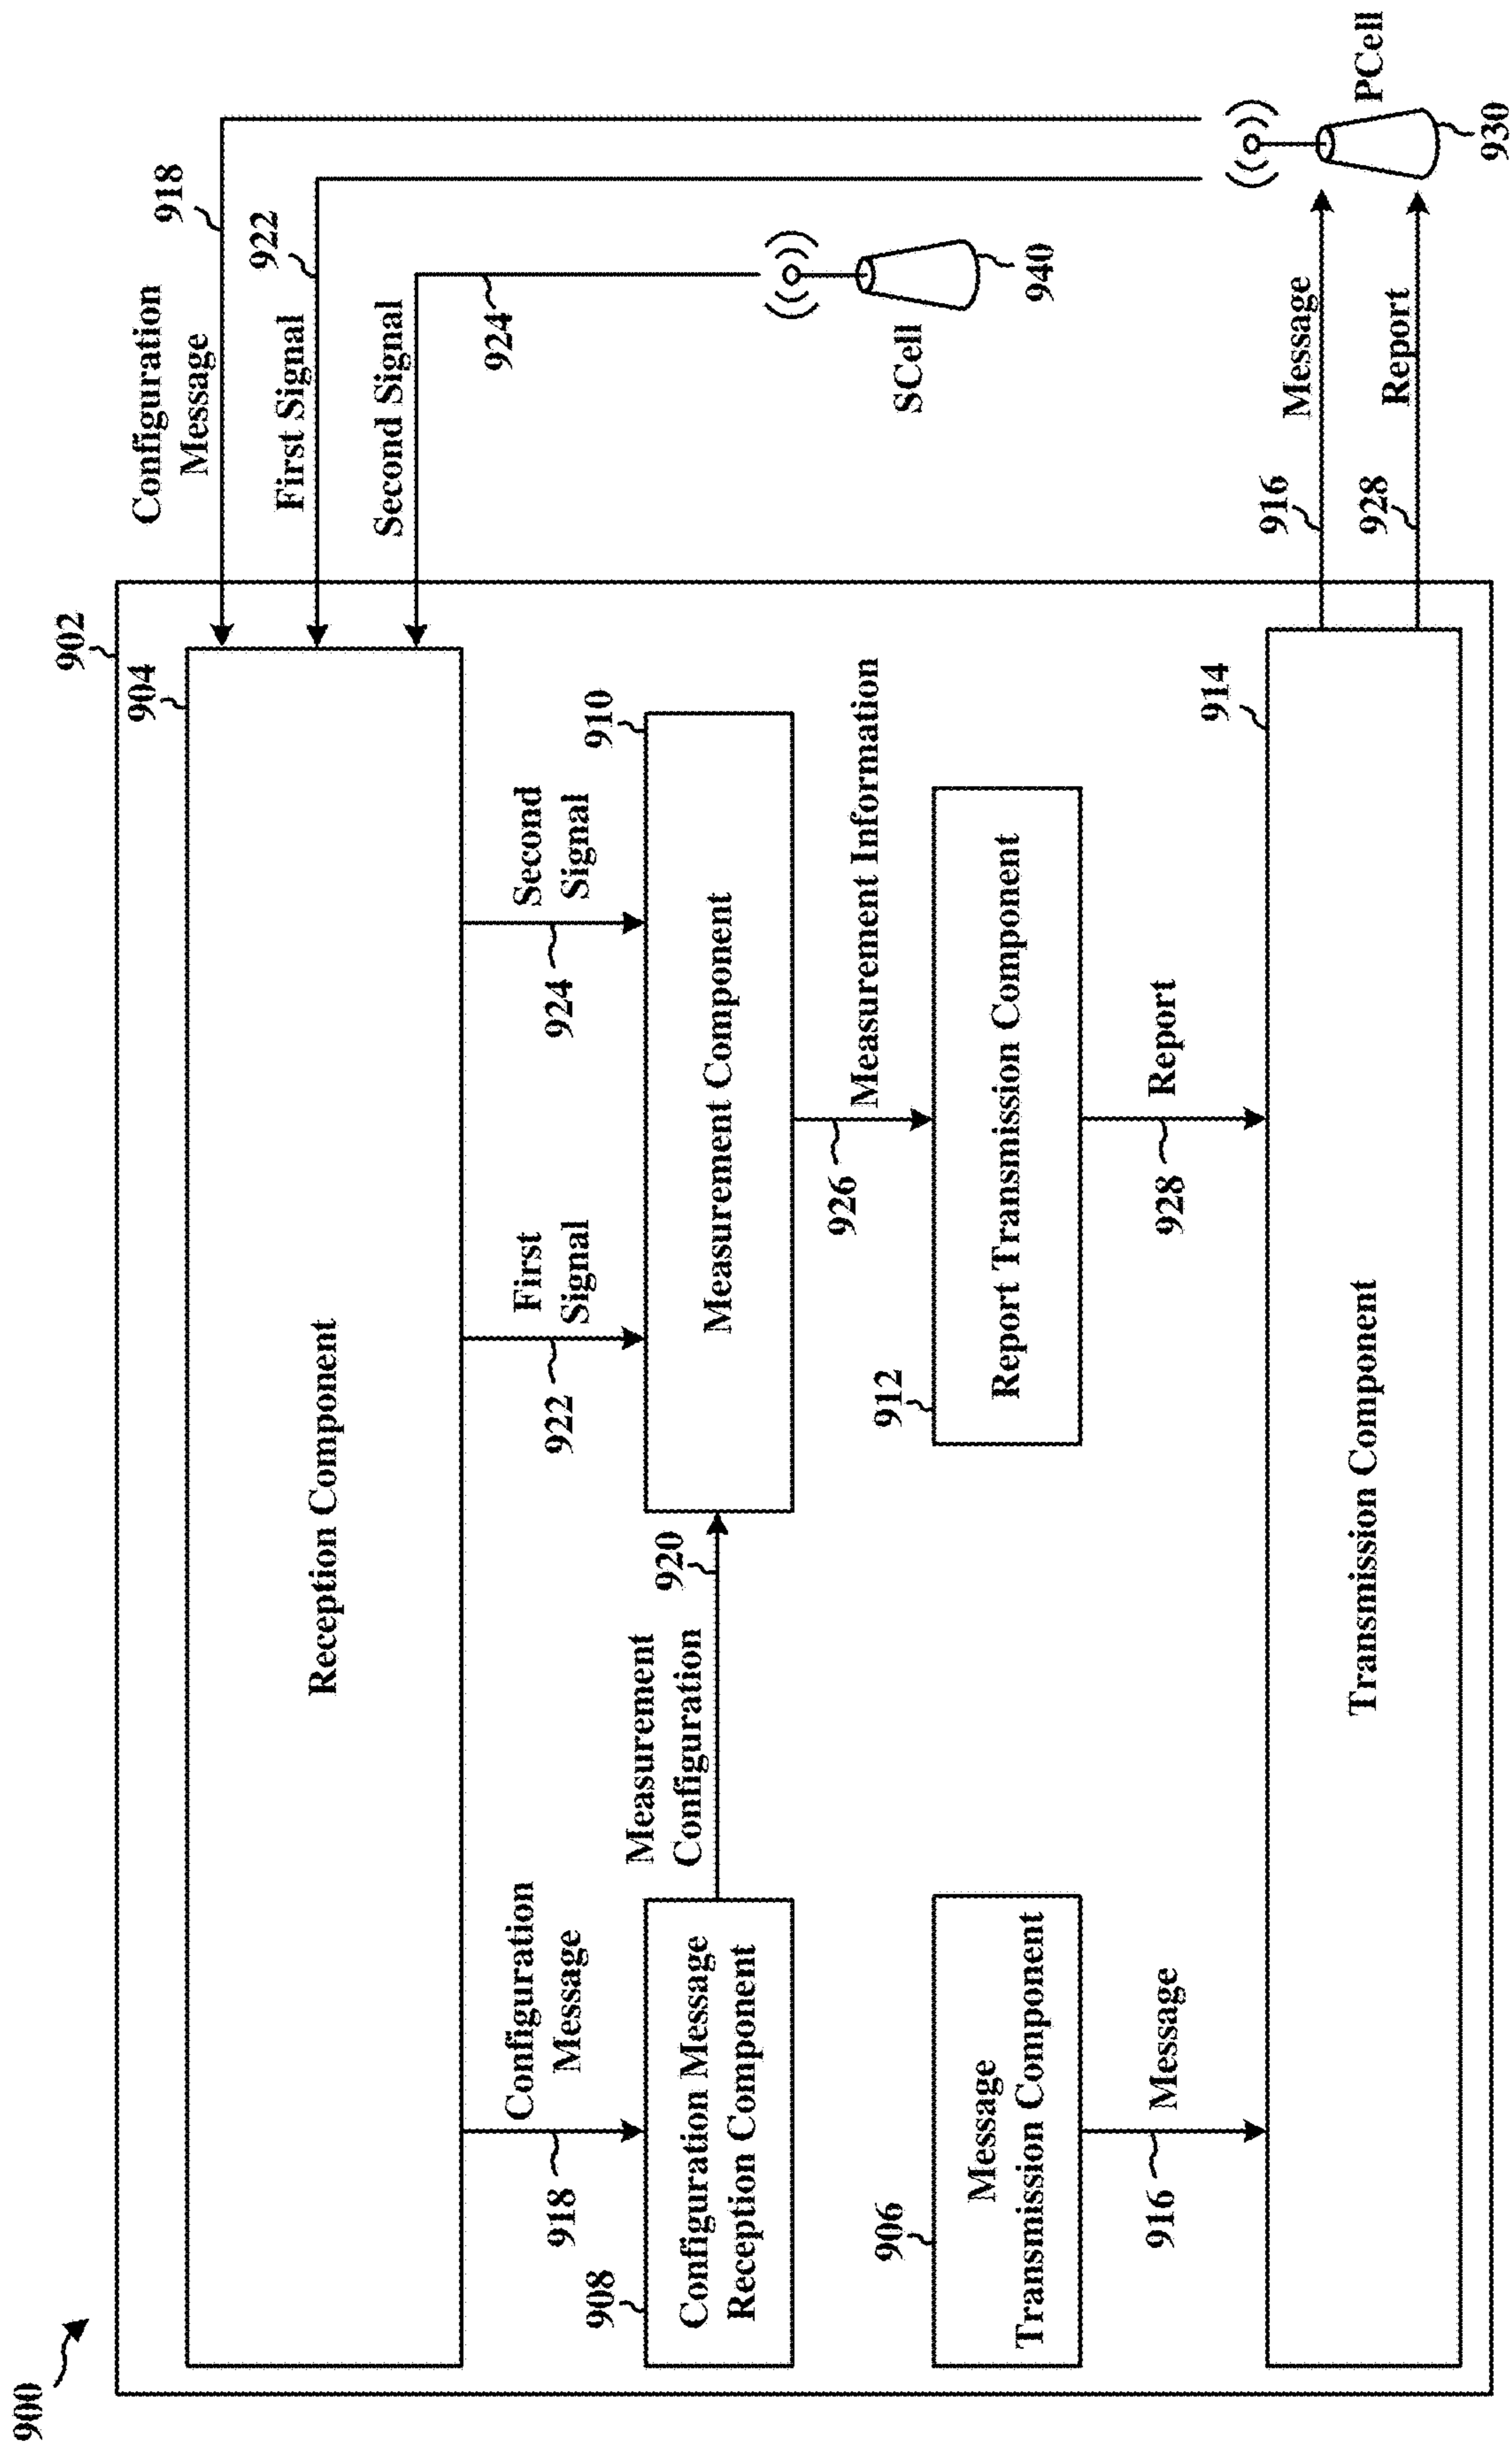 900
902
904
Reception Component
Configuration
Message
918
First Signal
922
Second Signal
924
SCell
940
PCell
930
Configuration
Message
918
First
Signal
922
Second
Signal
924
908
Configuration Message
Reception Component
Measurement
Configuration
920
910
Measurement Component
926
Measurement Information
906
Message
Transmission Component
912
Report Transmission Component
916
Message
928
Report
914
Transmission Component
916
Message
928
Report